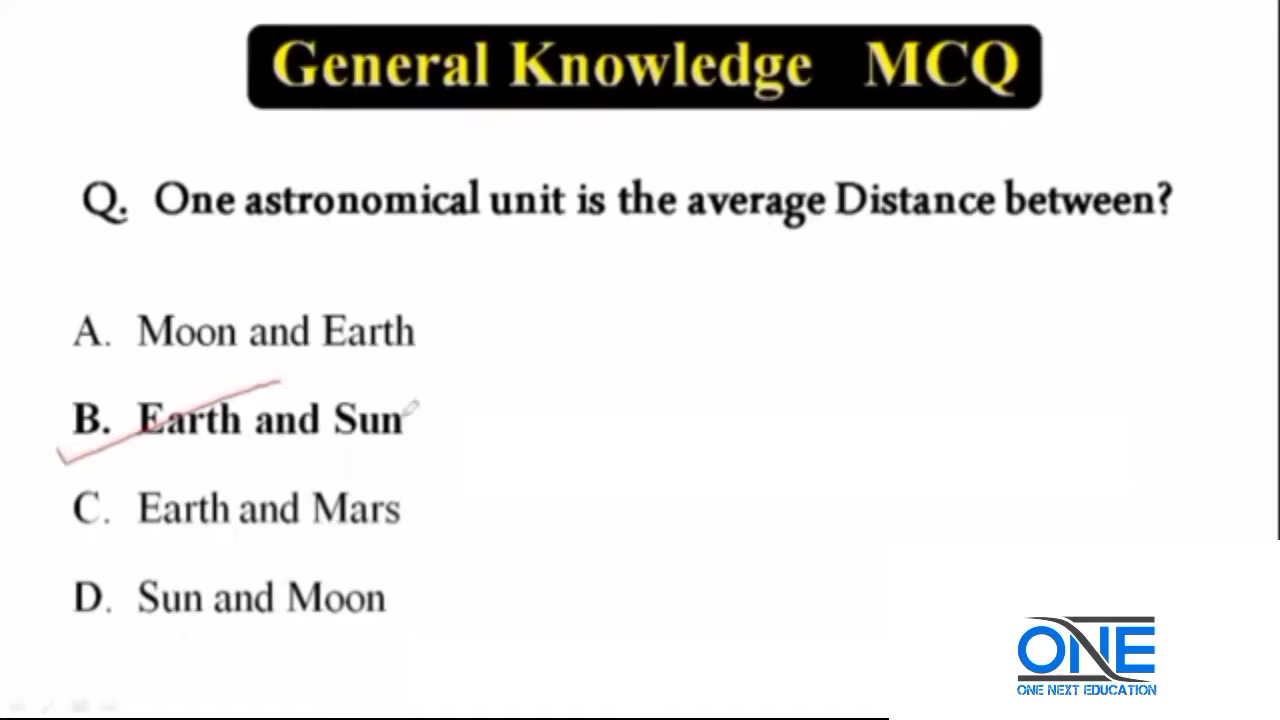 General Knowledge MCQ
Q. One astronomical unit is the average Distance between?
A. Moon and Earth
B. Earth and Sun
C. Earth and Mars
D. Sun and Moon
ONE
ONE NEXT EDUCATION